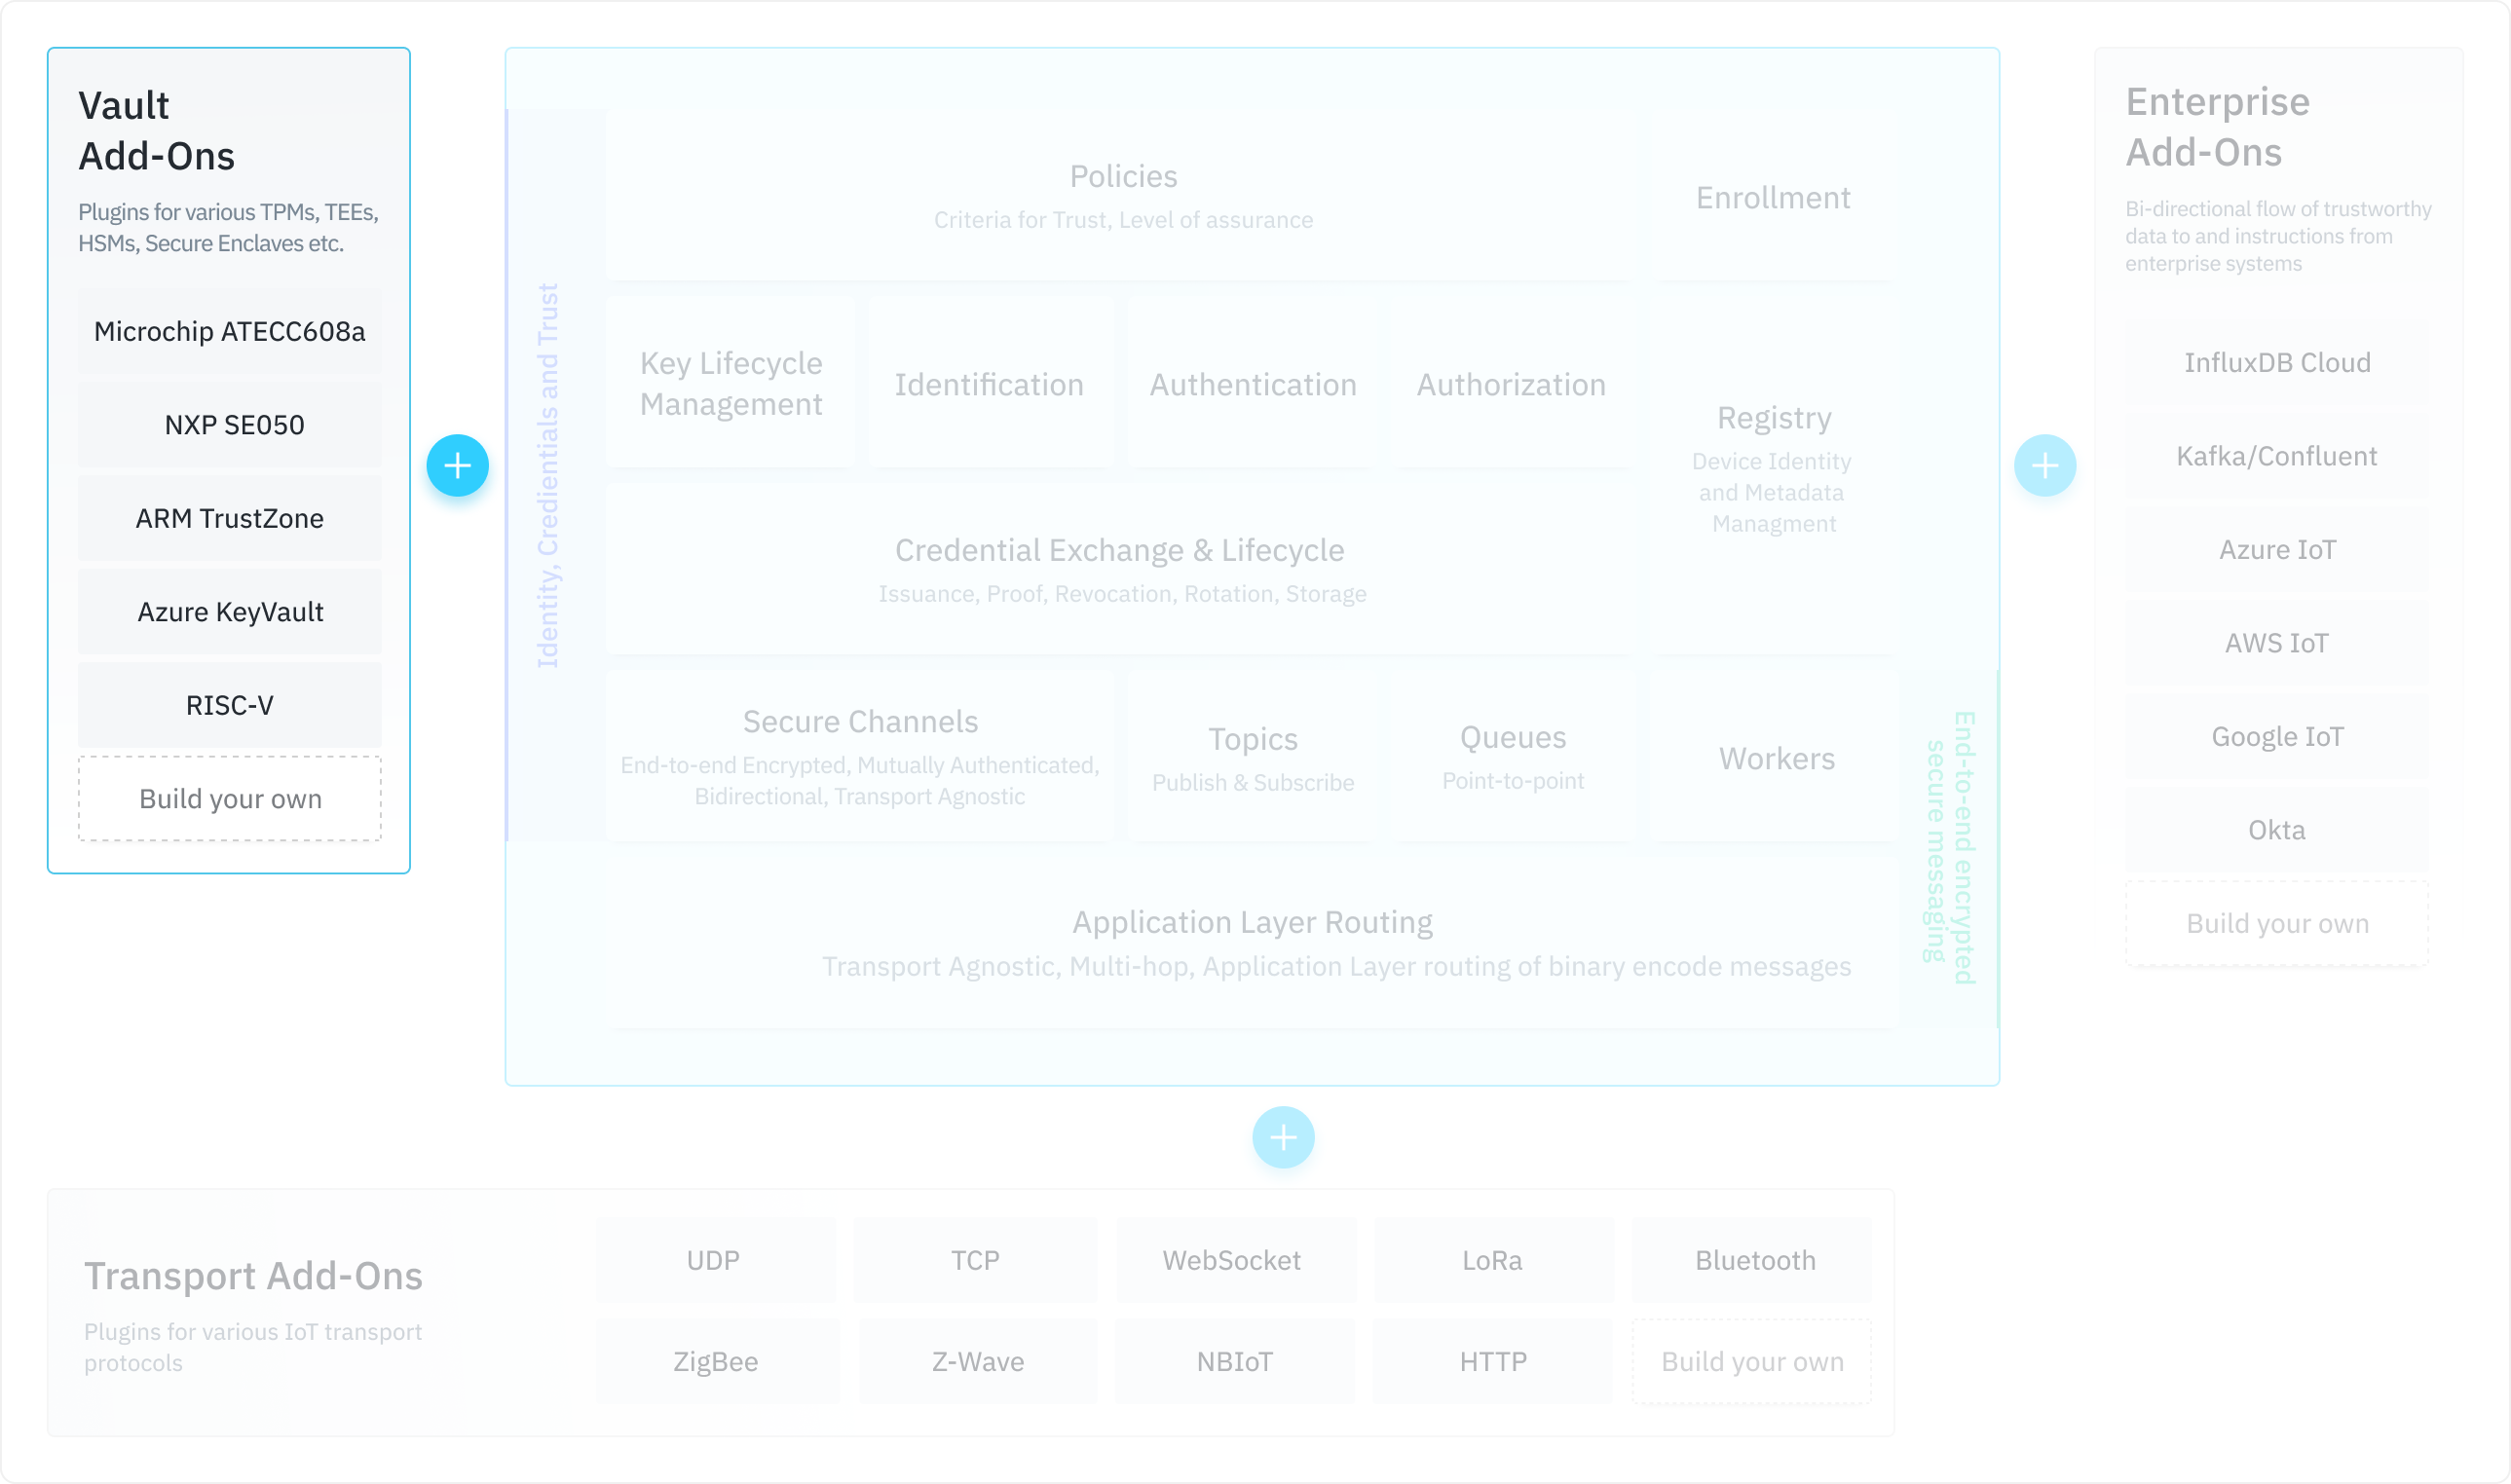 Vault
Add-Ons
Plugins for various TPMs, TEEs,
HSMs, Secure Enclaves etc.
Microchip ATECC608a
NXP SE050
ARM TrustZone
Azure KeyVault
RISC-V
Build your own
Identity, Credientials and Trust
Policies
Criteria for Trust, Level of assurance
Enrollment
Key Lifecycle
Management
Identification
Authentication
Authorization
Registry
Device Identity
and Metadata
Managment
Credential Exchange & Lifecycle
Issuance, Proof, Revocation, Rotation, Storage
Secure Channels
End-to-end Encrypted, Mutually Authenticated,
Bidirectional, Transport Agnostic
Topics
Publish & Subscribe
Queues
Point-to-point
Workers
End-to-end encrypted
secure messaging
Application Layer Routing
Transport Agnostic, Multi-hop, Application Layer routing of binary encode messages
Enterprise
Add-Ons
Bi-directional flow of trustworthy
data to and instructions from
enterprise systems
InfluxDB Cloud
Kafka/Confluent
Azure IoT
AWS IoT
Google IoT
Okta
Build your own
Transport Add-Ons
Plugins for various IoT transport
protocols
UDP
TCP
WebSocket
LoRa
Bluetooth
ZigBee
Z-Wave
NBIoT
HTTP
Build your own